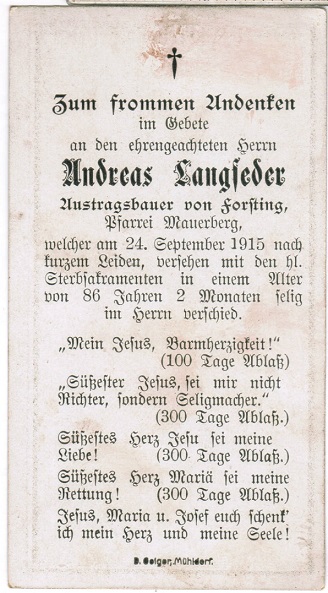 Zum frommen Andenken
im Gebete
an den ehrengeachteten Herrn
Andreas Langseder
Austragsbauer von Forsting,
Pfarrei Mauerberg,
welcher am 24. September 1915 nach
kurzem Leiden, versehen mit den hl.
Sterbsakramenten in einem Alter
von 86 Jahren 2 Monaten selig
im Herrn verschied.
„Mein Jesus, Barmherzigkeit!"
(100 Tage Ablaß)
„Süßester Jesus, sei mir nicht
Richter, sondern Seligmacher."
(300 Tage Ablaß.)
Süßestes Herz Jesu sei meine
Liebe! (300 Tage Ablaß.)
Süßestes Herz Mariä sei meine
Rettung! (300 Tage Ablaß.)
Jesus, Maria u. Josef euch schenk'
ich mein Herz und meine Seele!
D. Geiger, Mühldorf.